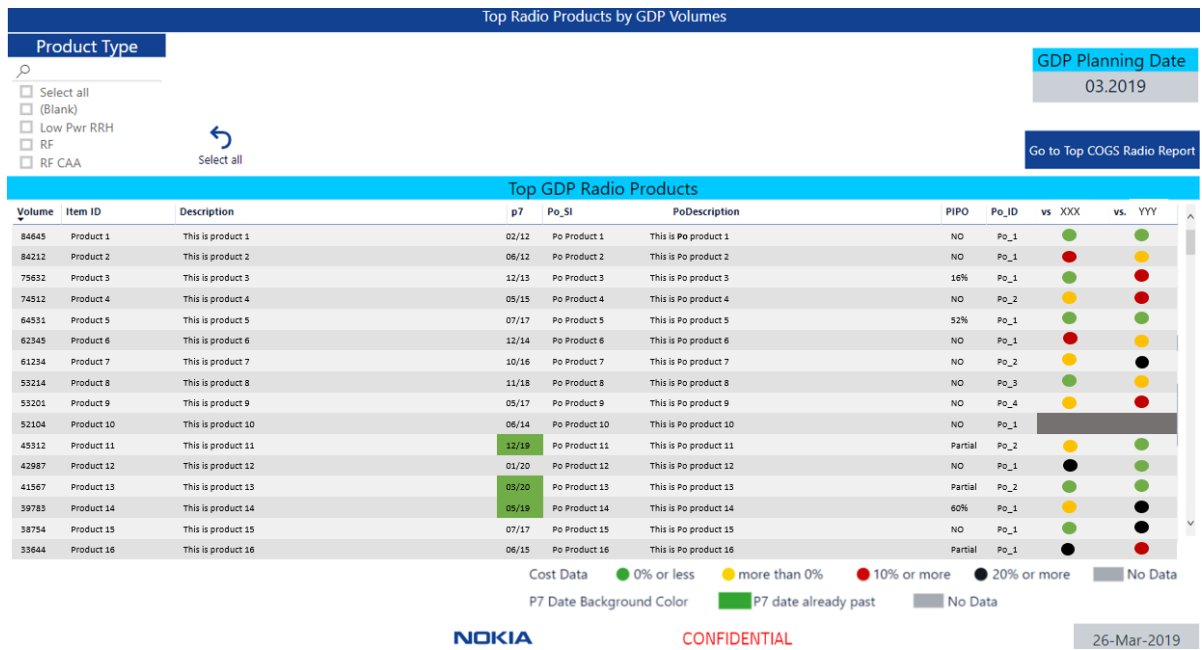 Top Radio Products by GDP Volumes
Product Type
Select all
(Blank)
Low Pwr RRH
RF
RF CAA
Select all
GDP Planning Date
03.2019
Go to Top COGS Radio Report
Top GDP Radio Products
Volume Item ID Description p7 Po_SI PoDescription PIPO Po_ID vs XXX vs. YYY
84645 Product 1 This is product 1 02/12 Po Product 1 This is Po product 1 NO Po_1
84212 Product 2 This is product 2 06/12 Po Product 2 This is Po product 2 NO Po_1
75632 Product 3 This is product 3 12/13 Po Product 3 This is Po product 3 16% Po_1
74512 Product 4 This is product 4 05/15 Po Product 4 This is Po product 4 NO Po_2
64531 Product 5 This is product 5 07/17 Po Product 5 This is Po product 5 52% Po_1
62345 Product 6 This is product 6 12/14 Po Product 6 This is Po product 6 NO Po_1
61234 Product 7 This is product 7 10/16 Po Product 7 This is Po product 7 NO Po_2
53214 Product 8 This is product 8 11/18 Po Product 8 This is Po product 8 NO Po_3
53201 Product 9 This is product 9 05/17 Po Product 9 This is Po product 9 NO Po_4
52104 Product 10 This is product 10 06/14 Po Product 10 This is Po product 10 NO Po_1
45312 Product 11 This is product 11 12/19 Po Product 11 This is Po product 11 Partial Po_2
42987 Product 12 This is product 12 01/20 Po Product 12 This is Po product 12 NO Po_1
41567 Product 13 This is product 13 03/20 Po Product 13 This is Po product 13 Partial Po_2
39783 Product 14 This is product 14 05/19 Po Product 14 This is Po product 14 60% Po_1
38754 Product 15 This is product 15 07/17 Po Product 15 This is Po product 15 NO Po_1
33644 Product 16 This is product 16 06/15 Po Product 16 This is Po product 16 Partial Po_1
Cost Data 0% or less more than 0% 10% or more 20% or more No Data
P7 Date Background Color P7 date already past No Data
NOKIA CONFIDENTIAL 26-Mar-2019